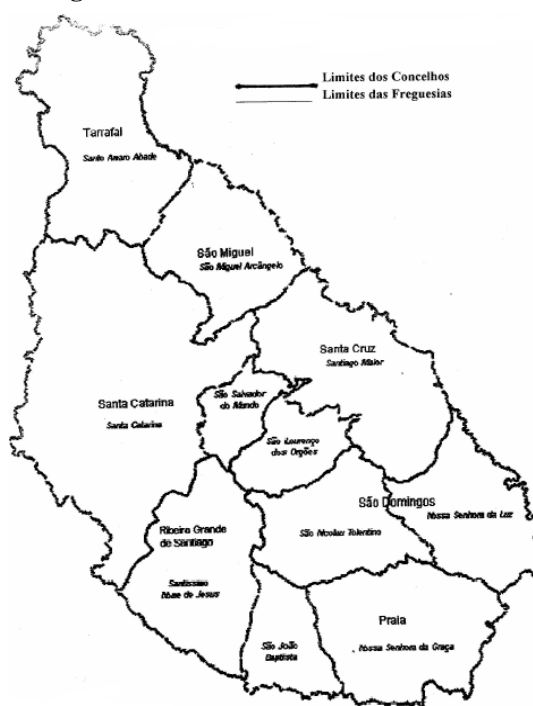 Limites dos Concelhos
Limites das Freguesias
Tarrafal
Santo Amaro Abade
São Miguel
São Miguel Arcângelo
Santa Cruz
Santiago Maior
Santa Catarina
Santa Catarina
São Salvador
do Mundo
São Lourenço
dos Orgões
São Domingos
Nossa Senhora da Luz
São Nicolau Tolentino
Ribeira Grande
de Santiago
Santíssimo
Nome de Jesus
São João
Baptista
Praia
Nossa Senhora da Graça